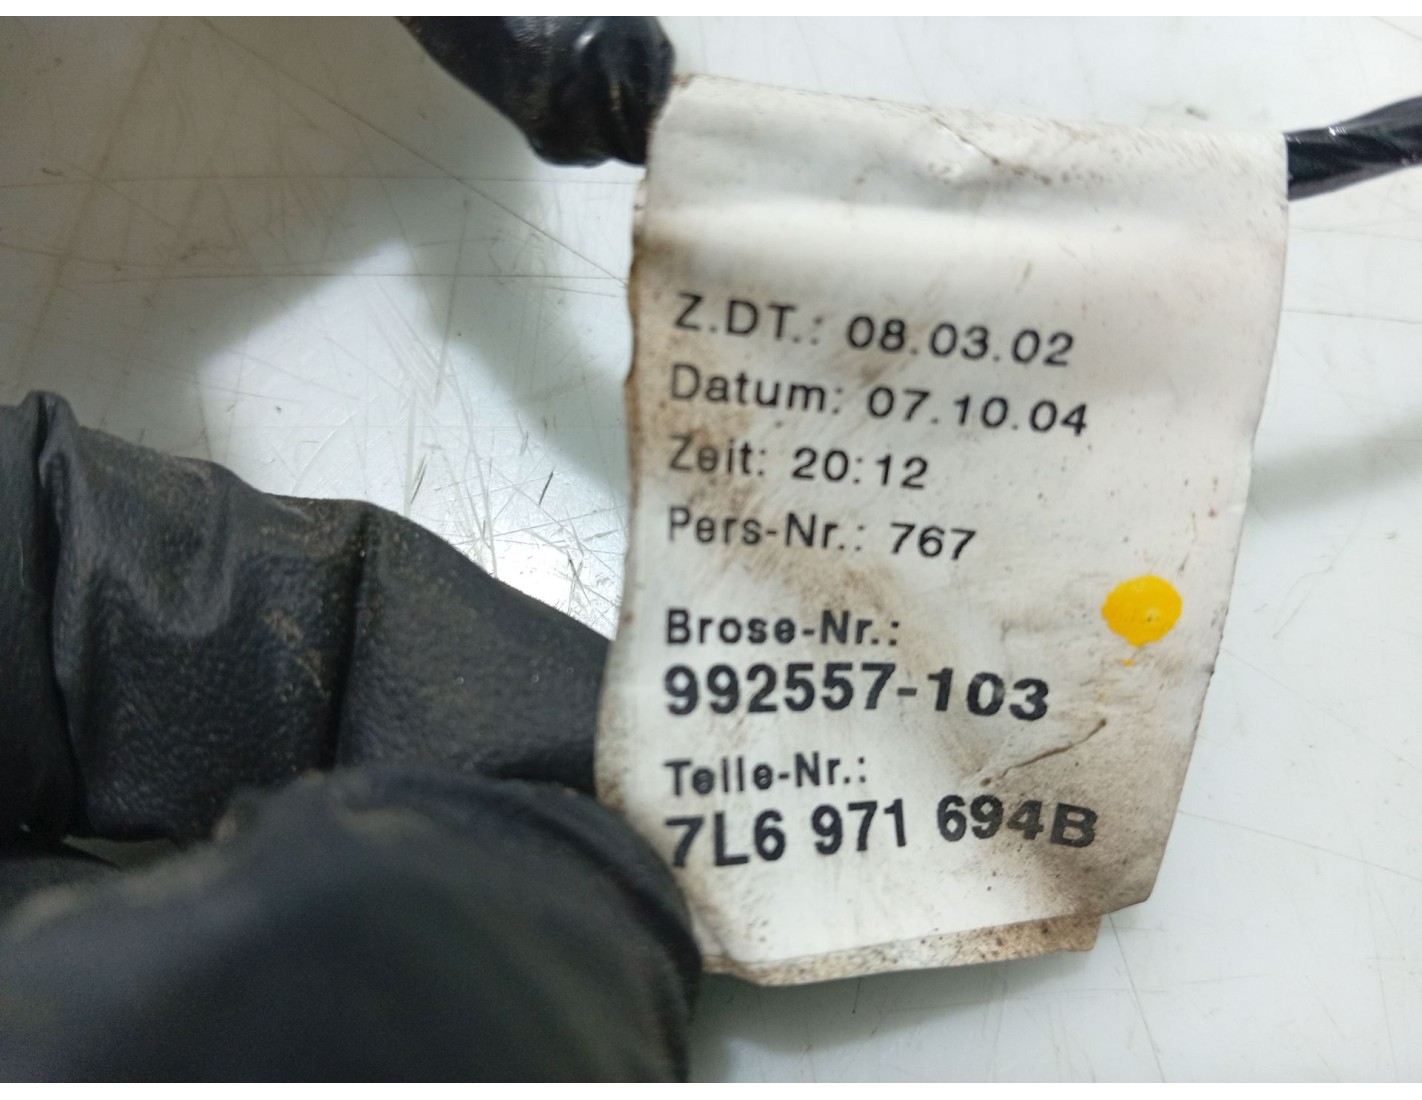 Z.DT.: 08.03.02
Datum: 07.10.04
Zeit: 20:12
Pers-Nr.: 767
Brose-Nr.:
992557-103
Teile-Nr.:
7L6 971 694B